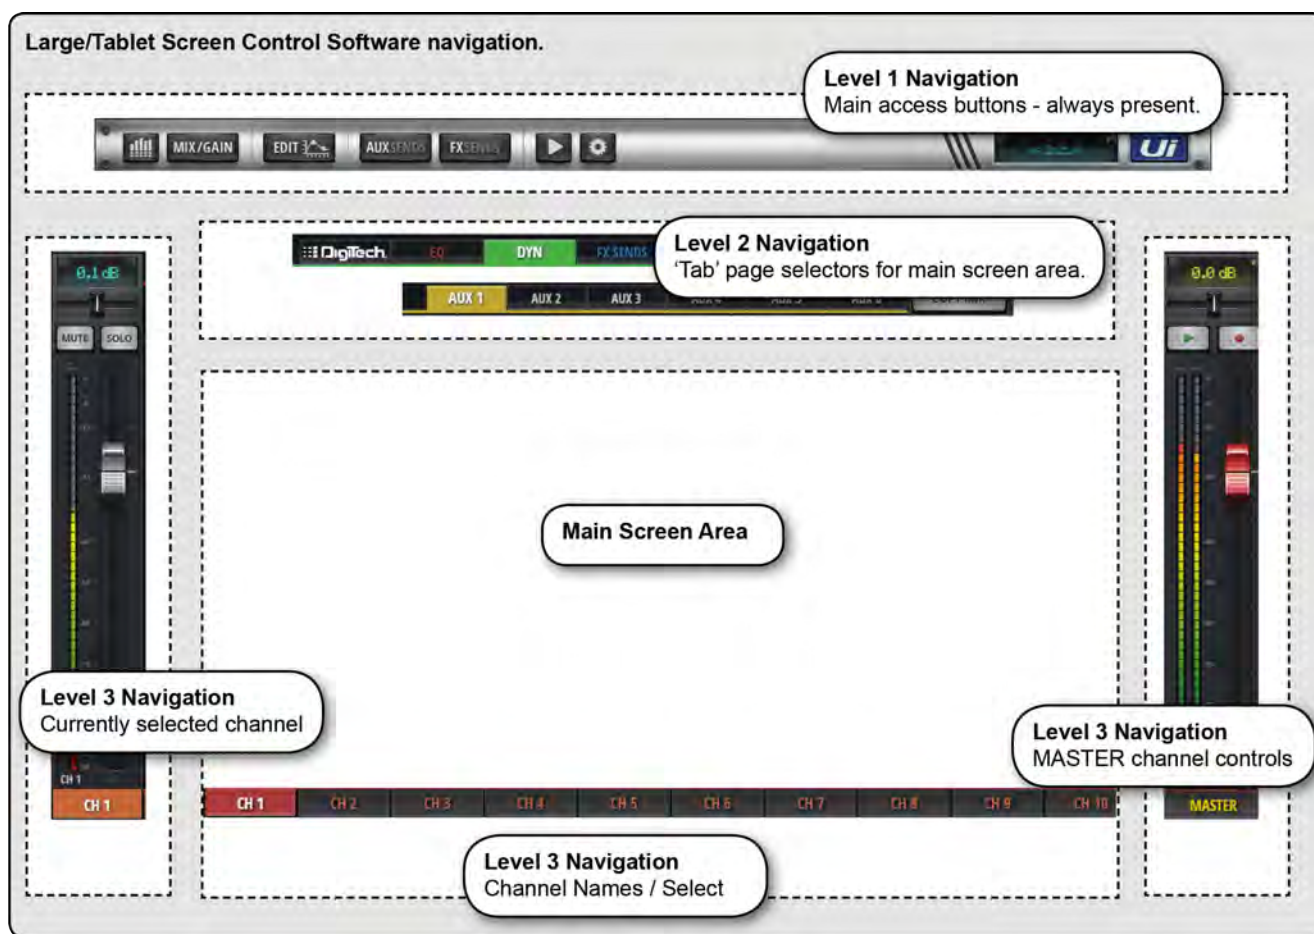 Large/Tablet Screen Control Software navigation.
Level 1 Navigation
Main access buttons - always present.
MIX/GAIN
EDIT
AUX SENDS
FX SENDS
Ui
Level 2 Navigation
'Tab' page selectors for main screen area.
DigiTech
EQ
DYN
FX SENDS
AUX 1
AUX 2
AUX 3
0.1 dB
MUTE
SOLO
0.0 dB
Main Screen Area
Level 3 Navigation
Currently selected channel
Level 3 Navigation
MASTER channel controls
CH 1
CH 1
CH 1
CH 2
CH 3
CH 4
CH 5
CH 6
CH 7
CH 8
CH 9
CH 10
MASTER
Level 3 Navigation
Channel Names / Select